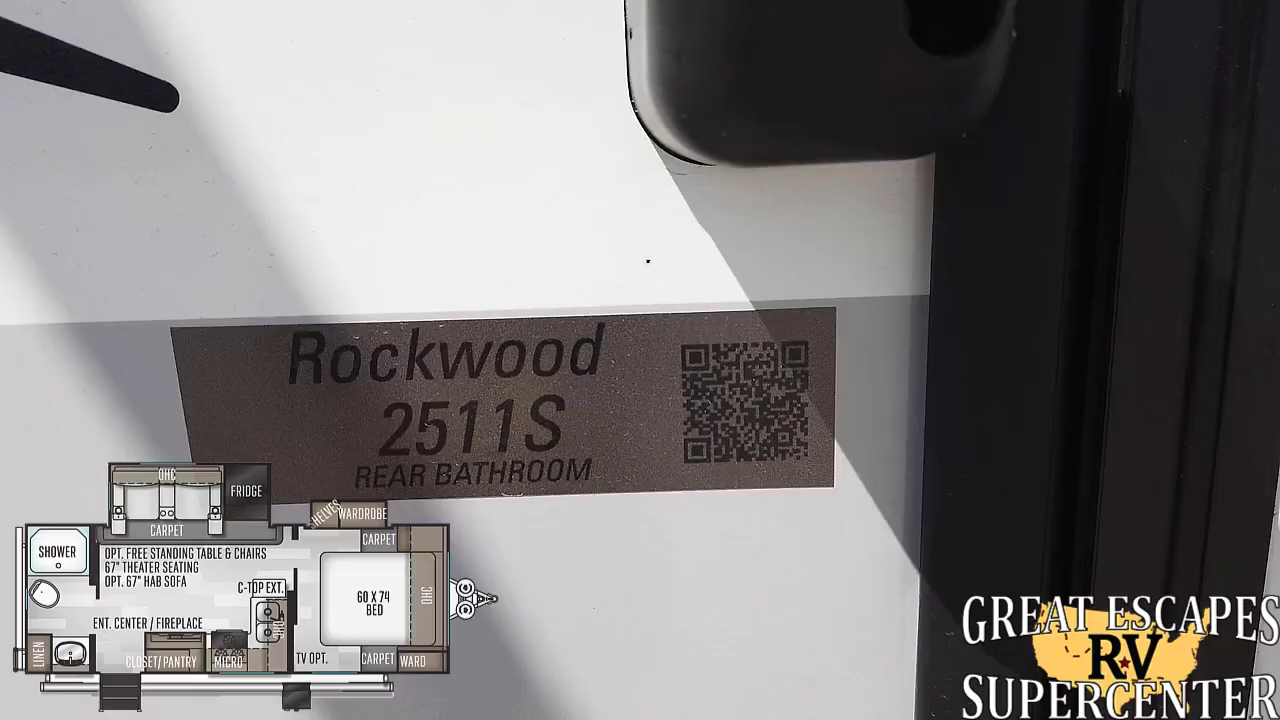 Rockwood
2511S
REAR BATHROOM
OHC
FRIDGE
CARPET
SHELVES
WARDROBE
CARPET
SHOWER
OPT. FREE STANDING TABLE & CHAIRS
67" THEATER SEATING
OPT. 67" HAB SOFA
C-TOP EXT.
60 X 74
BED
OHC
OHC
ENT. CENTER / FIREPLACE
LINEN
CLOSET/PANTRY
MICRO
TV OPT.
CARPET
WARD
GREAT ESCAPES
RV
SUPERCENTER